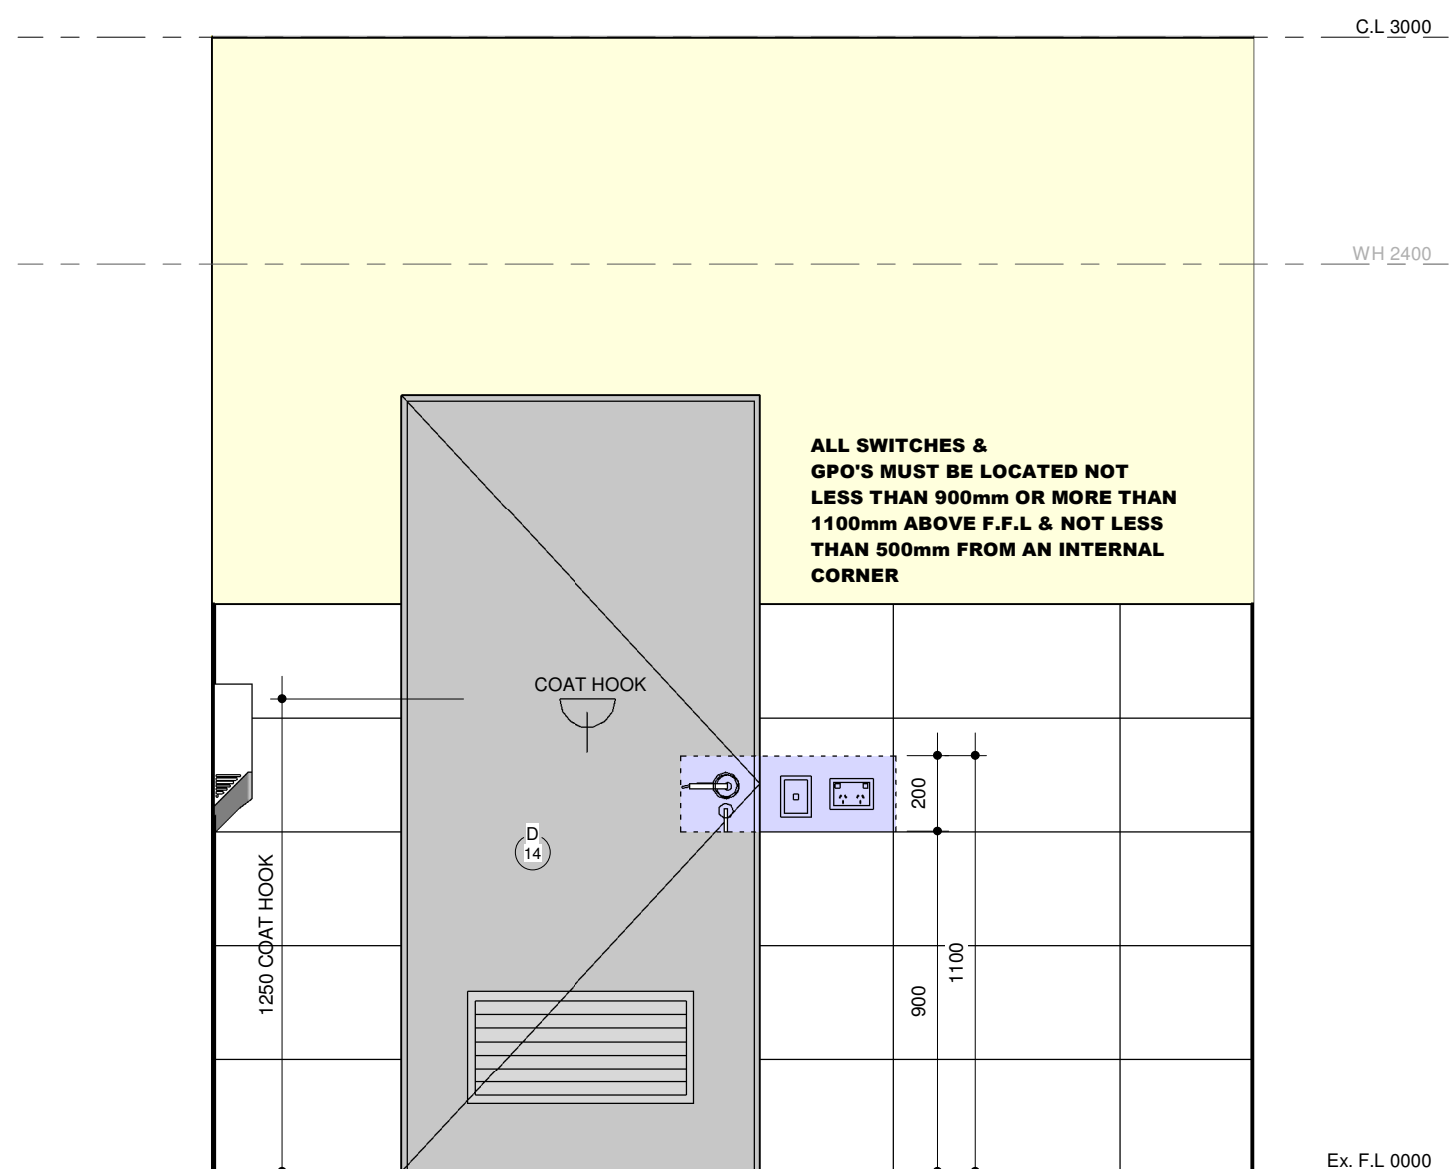 C.L 3000
WH 2400
ALL SWITCHES &
GPO'S MUST BE LOCATED NOT
LESS THAN 900mm OR MORE THAN
1100mm ABOVE F.F.L & NOT LESS
THAN 500mm FROM AN INTERNAL
CORNER
COAT HOOK
200
D
14
1250 COAT HOOK
1100
900
Ex. F.L 0000